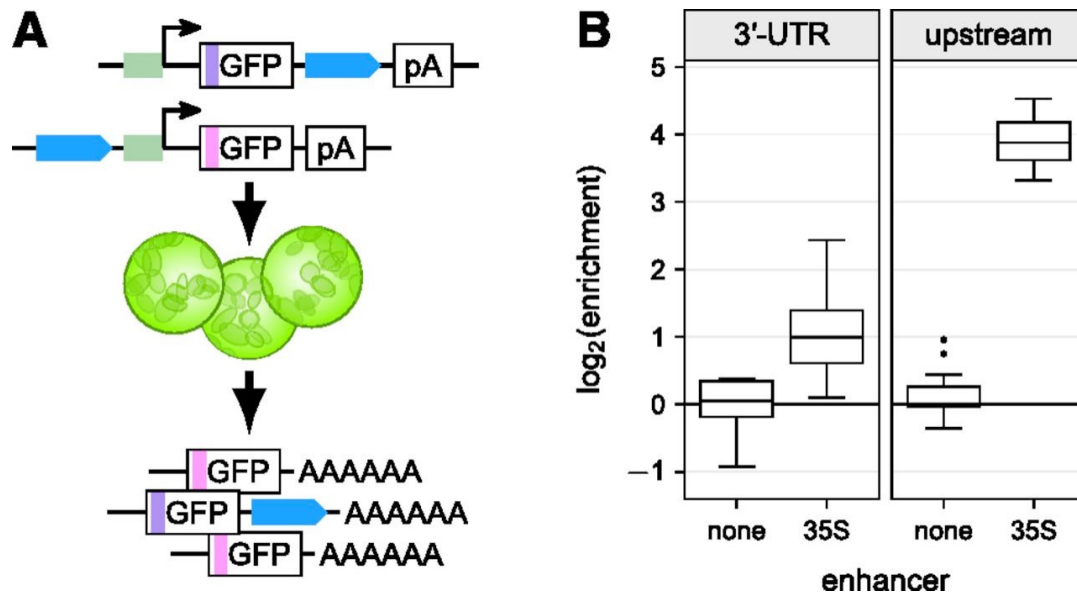 A
GFP
pA
GFP
pA
GFP AAAAAA
GFP AAAAAA
GFP AAAAAA
B
3′-UTR upstream
log₂(enrichment)
5
4
3
2
1
0
−1
none 35S none 35S
enhancer